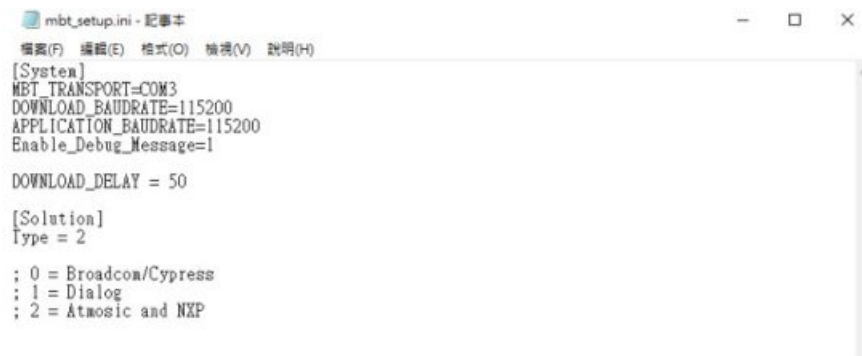 mbt_setup.ini - 記事本
檔案(F) 編輯(E) 格式(O) 檢視(V) 說明(H)
[System]
MBT_TRANSPORT=COM3
DOWNLOAD_BAUDRATE=115200
APPLICATION_BAUDRATE=115200
Enable_Debug_Message=1
DOWNLOAD_DELAY = 50
[Solution]
Type = 2
; 0 = Broadcom/Cypress
; 1 = Dialog
; 2 = Atmosic and NXP